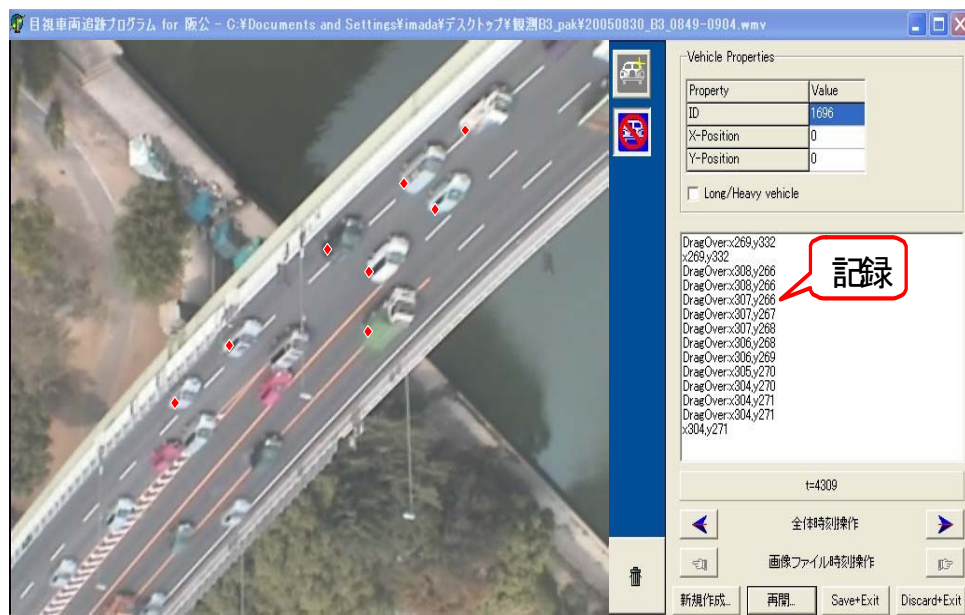 目視車両追跡プログラム for 阪公 - C:¥Documents and Settings¥imada¥デスクトップ¥観測B3_pak¥20050830_B3_0849-0904.wmv
Vehicle Properties
Property Value
ID 1696
X-Position 0
Y-Position 0
Long/Heavy vehicle
DragOver:x269,y332
x269,y332
DragOver:x308,y266
DragOver:x308,y266
DragOver:x307,y266
DragOver:x307,y267
DragOver:x307,y268
DragOver:x306,y268
DragOver:x306,y269
DragOver:x305,y270
DragOver:x304,y270
DragOver:x304,y271
DragOver:x304,y271
x304,y271
記録
t=4309
全体時刻操作
画像ファイル時刻操作
新規作成... 再開... Save+Exit Discard+Exit